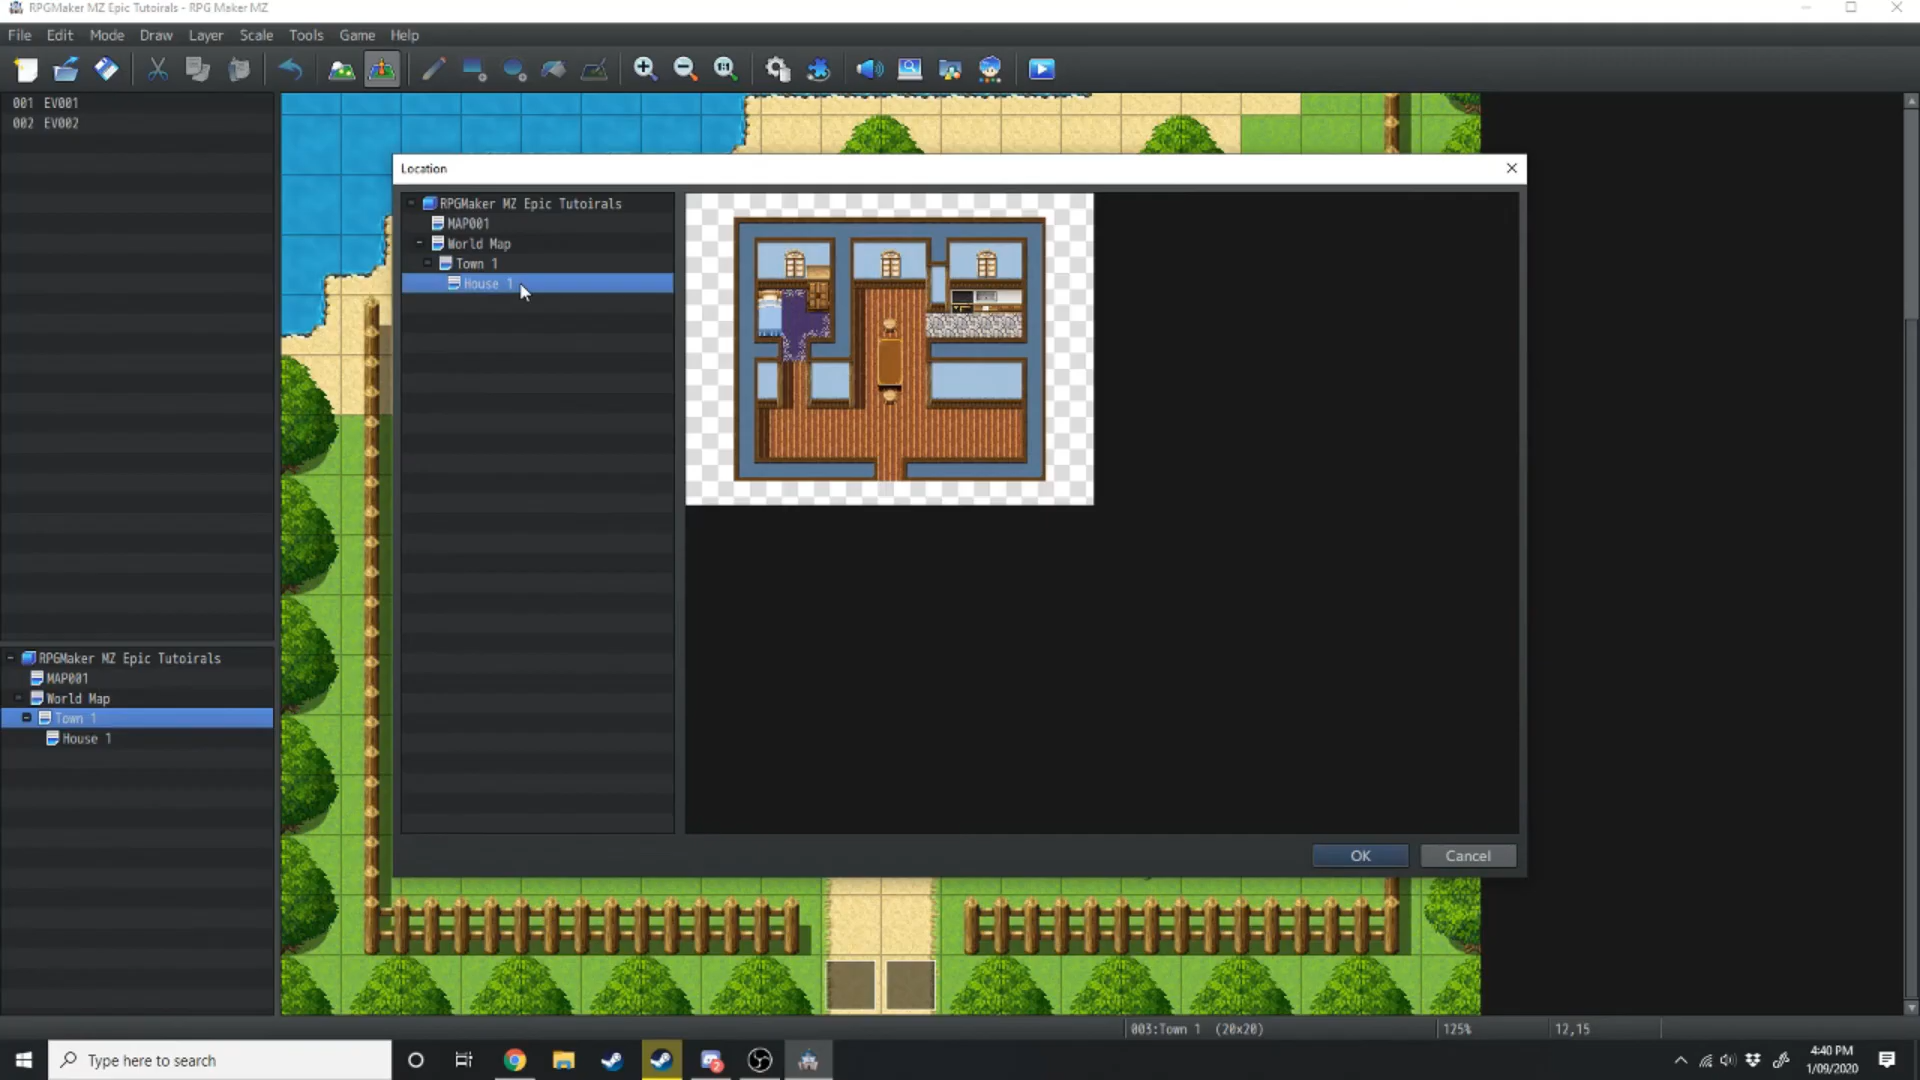 RPGMaker MZ Epic Tutoirals - RPG Maker MZ
File Edit Mode Draw Layer Scale Tools Game Help
001 EV001
002 EV002
Location
RPGMaker MZ Epic Tutoirals
MAP001
World Map
Town 1
House 1
OK Cancel
RPGMaker MZ Epic Tutoirals
MAP001
World Map
Town 1
House 1
003:Town 1 (20x20) 125% 12,15
Type here to search
4:40 PM
1/09/2020